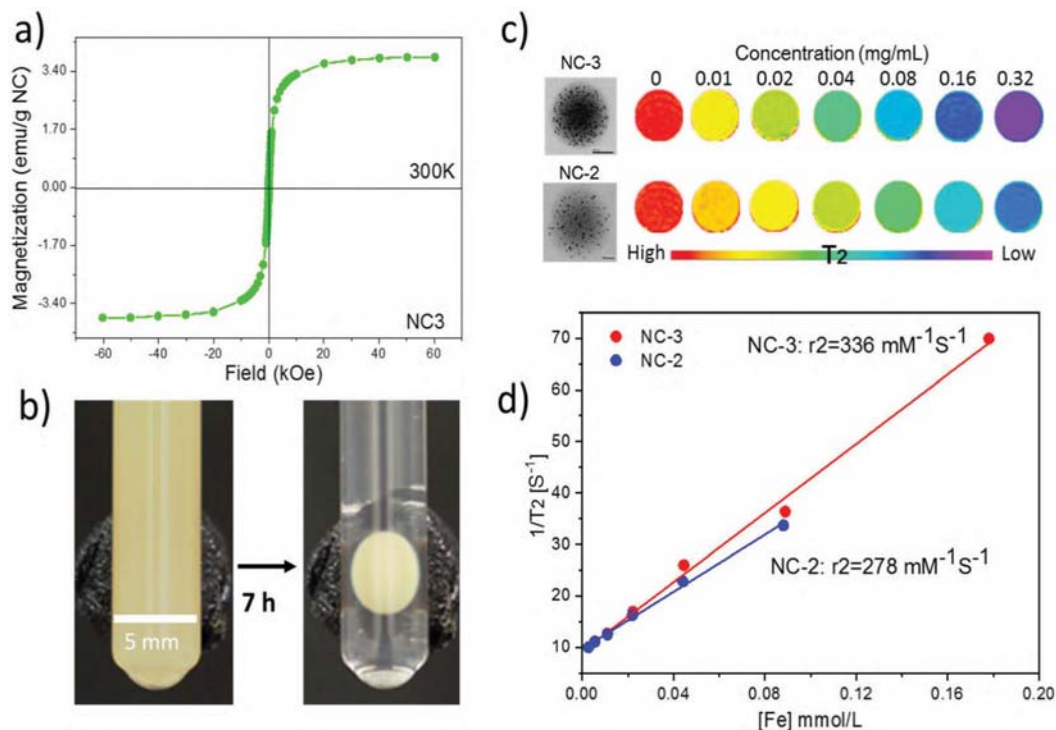 a)
Magnetization (emu/g NC)
3.40
1.70
0.00
-1.70
-3.40
300K
NC3
-60 -40 -20 0 20 40 60
Field (kOe)
b)
5 mm
7 h
c)
Concentration (mg/mL)
NC-3
0 0.01 0.02 0.04 0.08 0.16 0.32
NC-2
High T2 Low
d)
NC-3
NC-2
NC-3: r2=336 mM⁻¹S⁻¹
NC-2: r2=278 mM⁻¹S⁻¹
1/T2 [S⁻¹]
70
60
50
40
30
20
10
0.00 0.04 0.08 0.12 0.16 0.20
[Fe] mmol/L